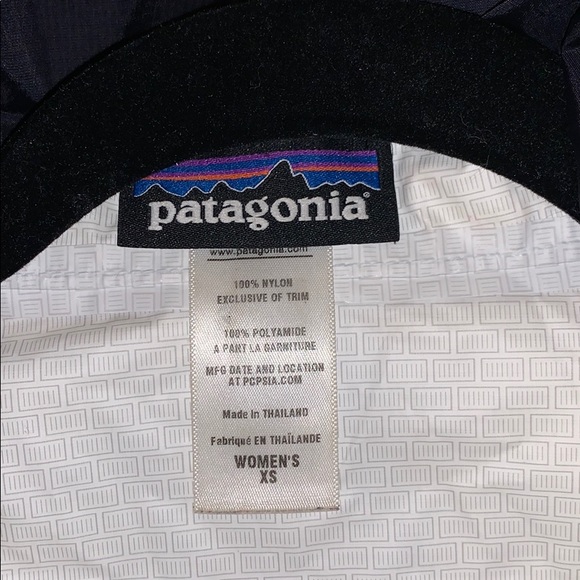 patagonia®
www.patagonia.com
100% NYLON
EXCLUSIVE OF TRIM
100% POLYAMIDE
A PART LA GARNITURE
MFG DATE AND LOCATION
AT PCPSIA.COM
Made in THAILAND
Fabriqué EN THAÏLANDE
WOMEN'S
XS